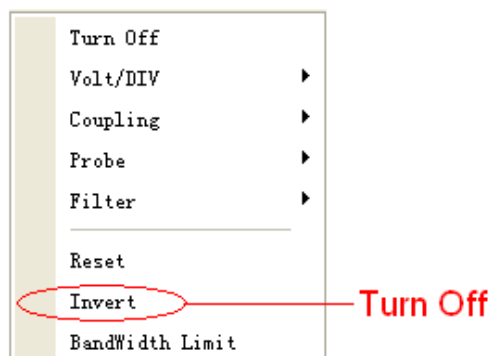 Turn Off
Volt/DIV
Coupling
Probe
Filter
Reset
Invert
Turn Off
BandWidth Limit